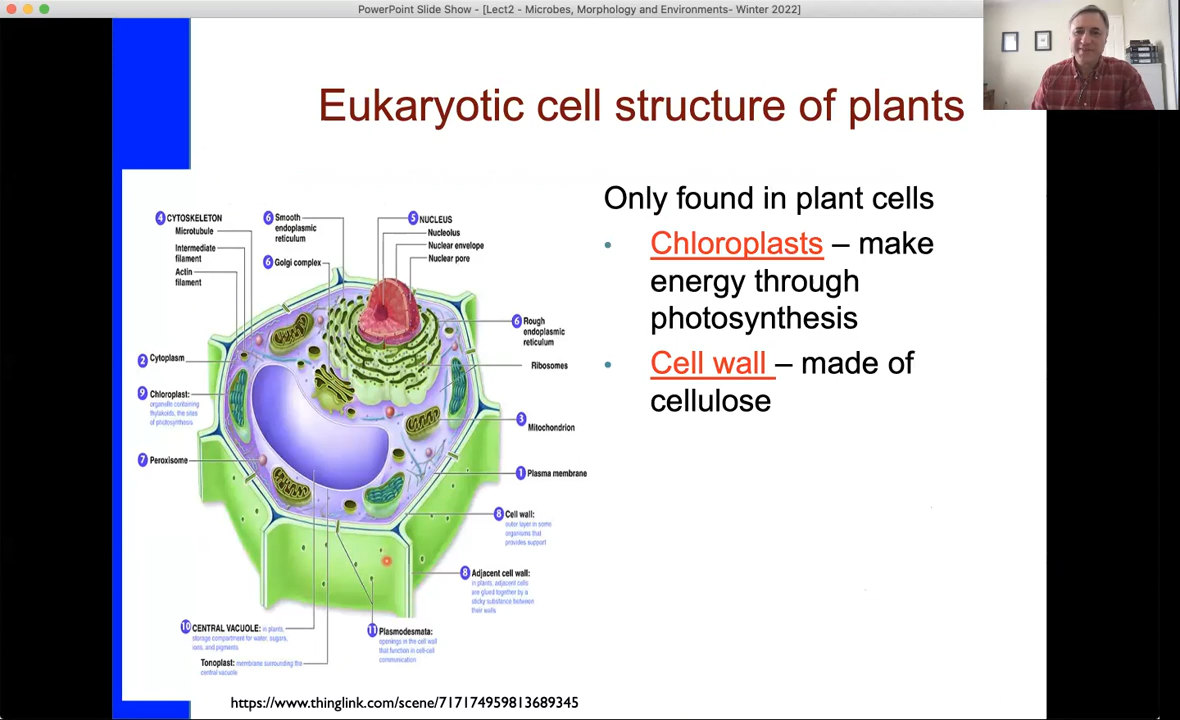 PowerPoint Slide Show - [Lect2 - Microbes, Morphology and Environments- Winter 2022]
Eukaryotic cell structure of plants
Only found in plant cells
• Chloroplasts – make
energy through
photosynthesis
• Cell wall – made of
cellulose
4 CYTOSKELETON
Microtubule
Intermediate
filament
Actin
filament
6 Smooth
endoplasmic
reticulum
6 Golgi complex
5 NUCLEUS
Nucleolus
Nuclear envelope
Nuclear pore
6 Rough
endoplasmic
reticulum
Ribosomes
2 Cytoplasm
9 Chloroplast:
organelle containing
thylakoids, the sites
of photosynthesis
3 Mitochondrion
7 Peroxisome
1 Plasma membrane
8 Cell wall:
outer layer in some
organisms that
provides support
8 Adjacent cell wall:
in plants, adjacent cells
are glued together by a
sticky substance between
their walls
10 CENTRAL VACUOLE: in plants,
storage compartment for water, sugars,
ions, and pigments
Tonoplast: membrane surrounding the
central vacuole
11 Plasmodesmata:
openings in the cell wall
that function in cell-cell
communication
https://www.thinglink.com/scene/717174959813689345